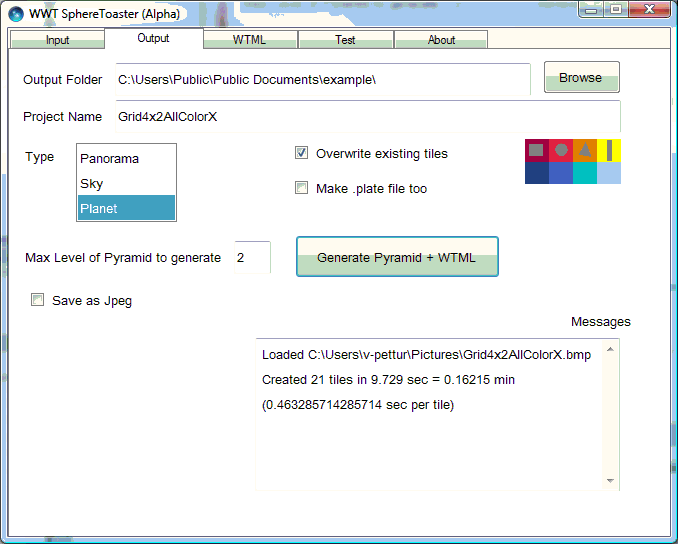 WWT SphereToaster (Alpha)
Input Output WTML Test About
Output Folder C:\Users\Public\Public Documents\example\ Browse
Project Name Grid4x2AllColorX
Type Panorama
Sky
Planet
Overwrite existing tiles
Make .plate file too
Max Level of Pyramid to generate 2 Generate Pyramid + WTML
Save as Jpeg
Messages
Loaded C:\Users\v-pettur\Pictures\Grid4x2AllColorX.bmp
Created 21 tiles in 9.729 sec = 0.16215 min
(0.463285714285714 sec per tile)